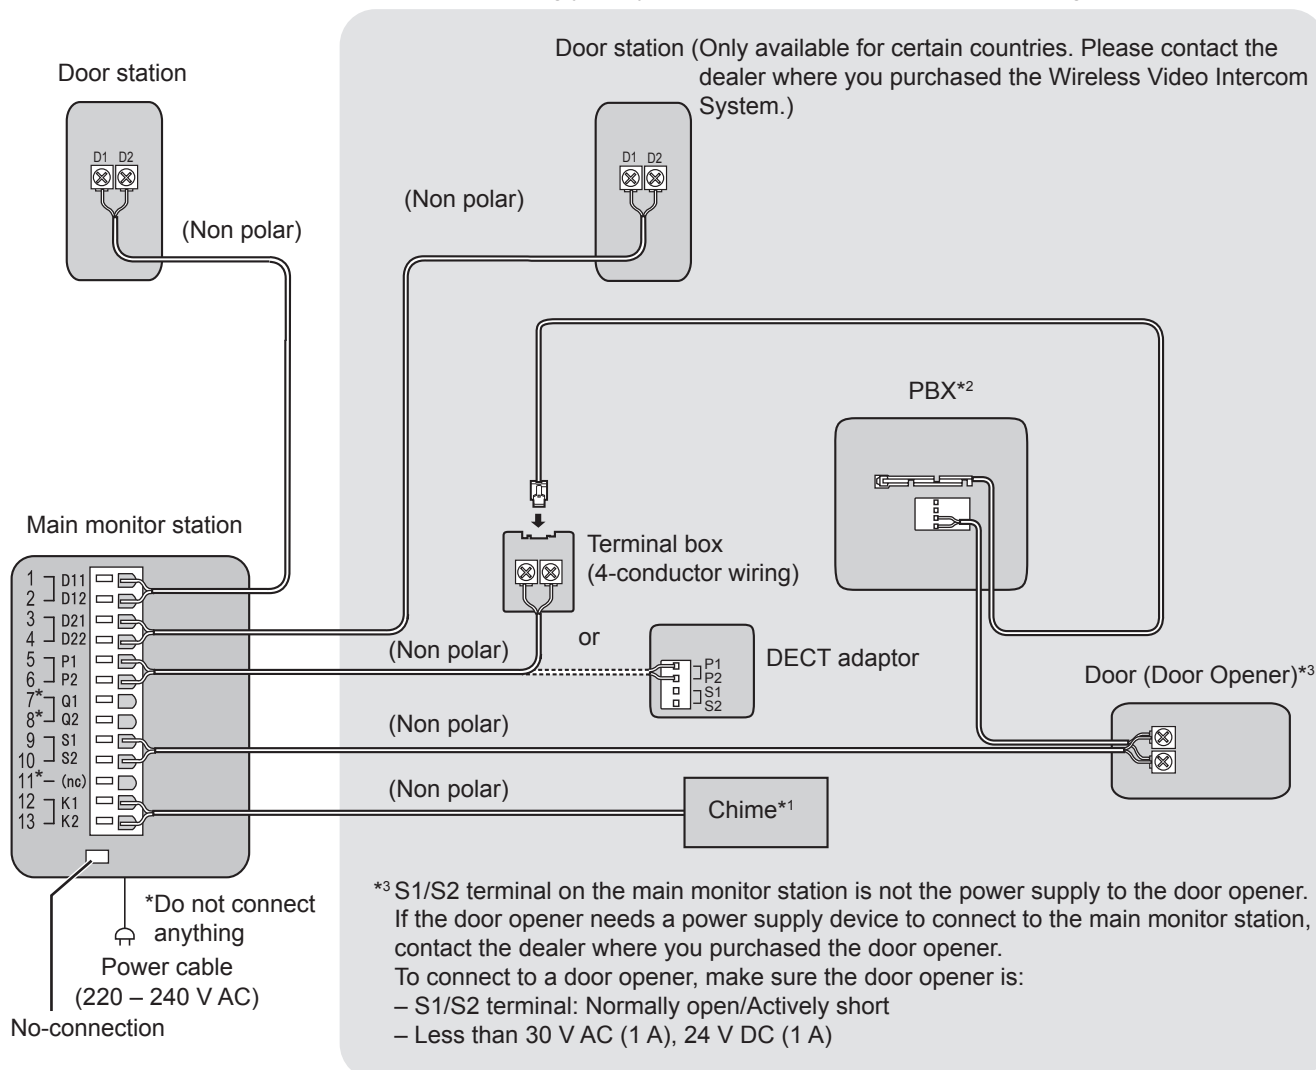 Door station (Only available for certain countries. Please contact the
dealer where you purchased the Wireless Video Intercom
System.)
Door station
D1 D2
(Non polar)
D1 D2
(Non polar)
PBX*2
Main monitor station
Terminal box
(4-conductor wiring)
or
DECT adaptor
P1
P2
S1
S2
Door (Door Opener)*3
1 D11
2 D12
3 D21
4 D22
5 P1
6 P2
7* Q1
8* Q2
9 S1
10 S2
11* (nc)
12 K1
13 K2
(Non polar)
(Non polar)
(Non polar)
Chime*1
*Do not connect
anything
Power cable
(220 – 240 V AC)
No-connection
*3 S1/S2 terminal on the main monitor station is not the power supply to the door opener.
If the door opener needs a power supply device to connect to the main monitor station,
contact the dealer where you purchased the door opener.
To connect to a door opener, make sure the door opener is:
– S1/S2 terminal: Normally open/Actively short
– Less than 30 V AC (1 A), 24 V DC (1 A)